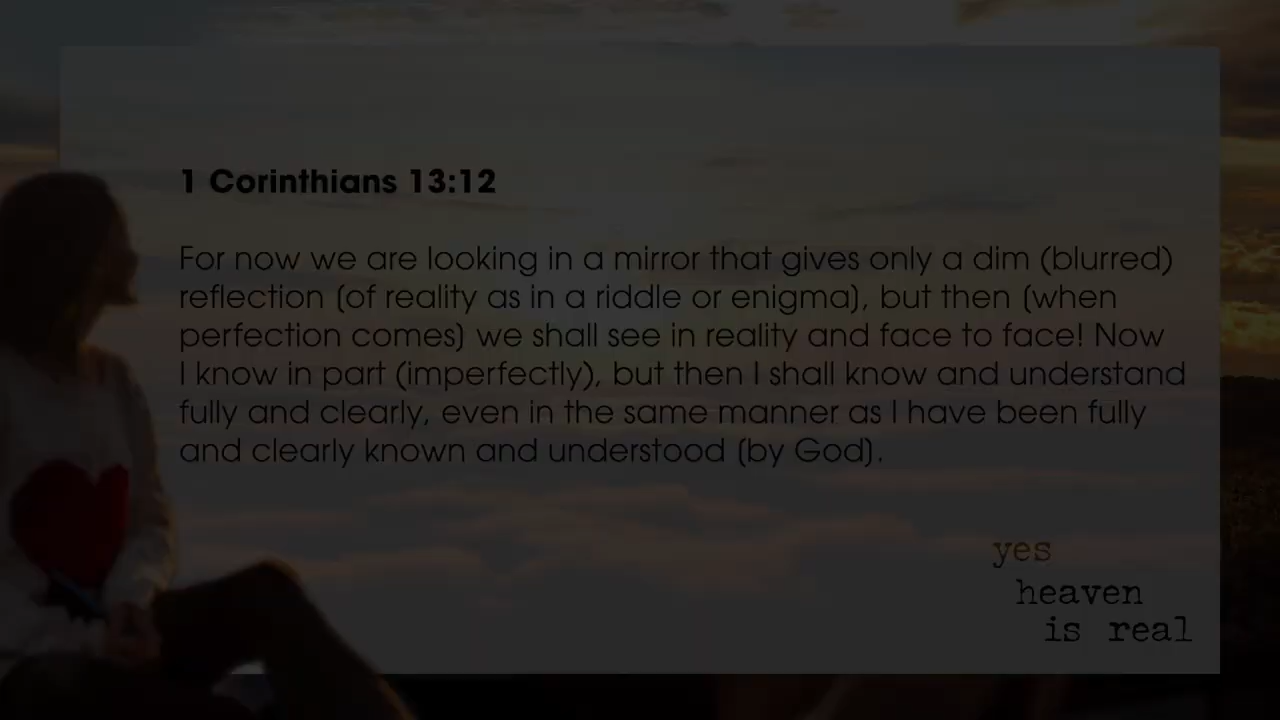 1 Corinthians 13:12
For now we are looking in a mirror that gives only a dim (blurred)
reflection (of reality as in a riddle or enigma), but then (when
perfection comes) we shall see in reality and face to face! Now
I know in part (imperfectly), but then I shall know and understand
fully and clearly, even in the same manner as I have been fully
and clearly known and understood (by God).
yes
heaven
is real